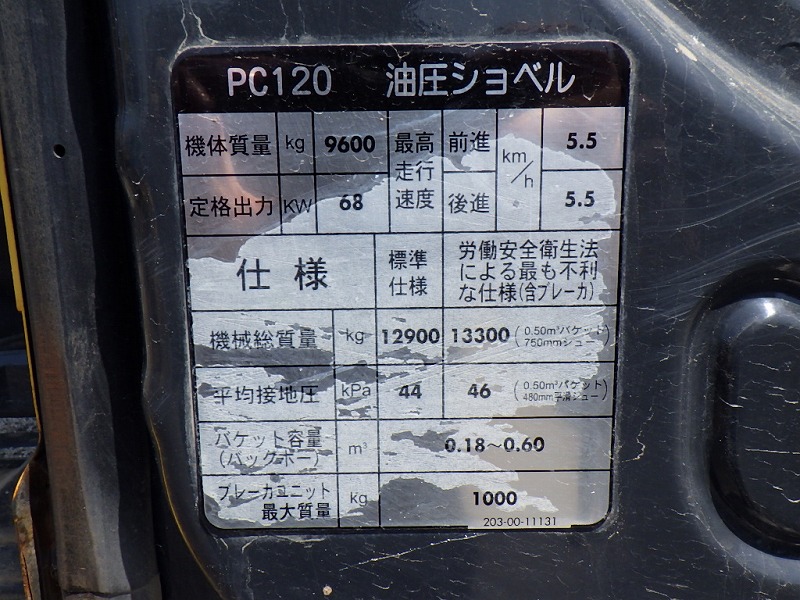 PC120 油圧ショベル
機体質量 kg 9600 最高走行速度 前進 km/h 5.5
定格出力 KW 68 後進 5.5
仕様 標準仕様 労働安全衛生法
による最も不利
な仕様(含ブレーカ)
機械総質量 kg 12900 13300 (0.50m³バケット
750mmシュー)
平均接地圧 kPa 44 46 (0.50m³バケット
480mm平滑シュー)
バケット容量
(バックホー) m³ 0.18～0.60
ブレーカユニット
最大質量 kg 1000
203-00-11131